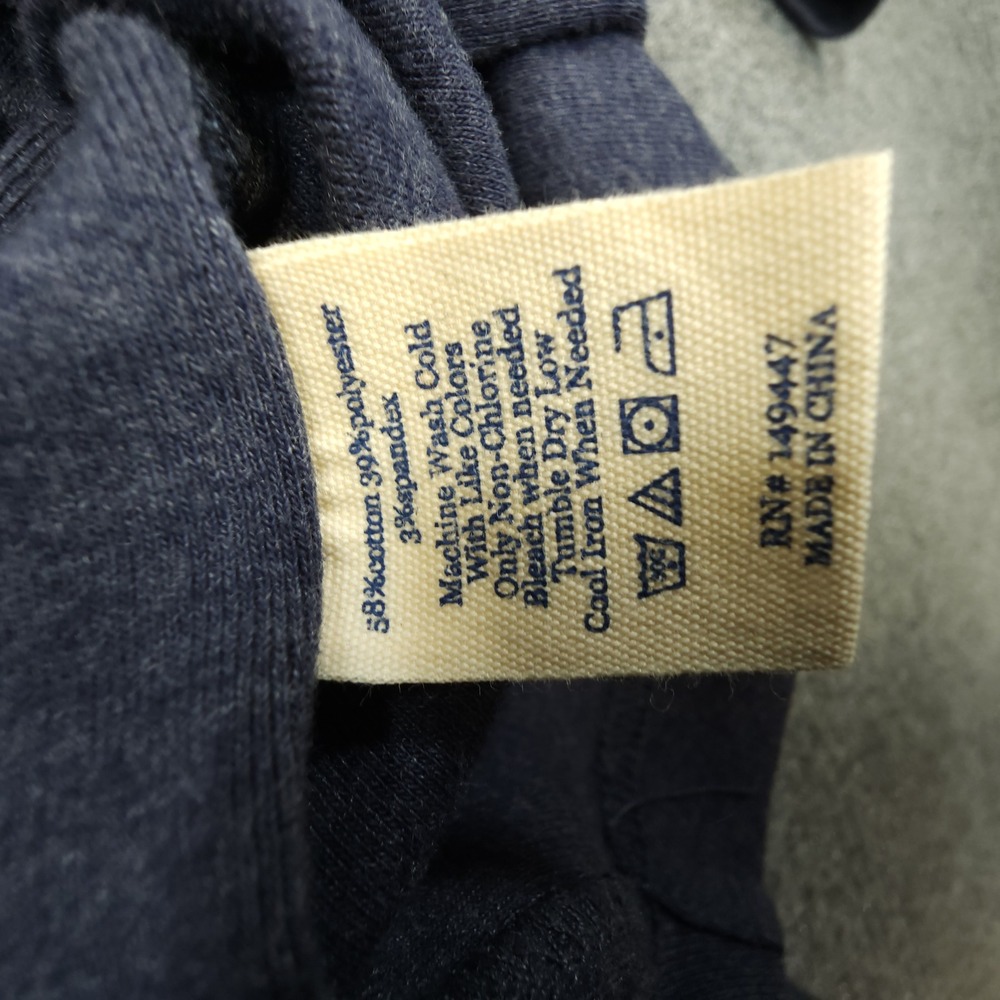 58%cotton 39%polyester
3%spandex
Machine Wash Cold
With Like Colors
Only Non-Chlorine
Bleach when needed
Tumble Dry Low
Cool Iron When Needed
RN# 149447
MADE IN CHINA